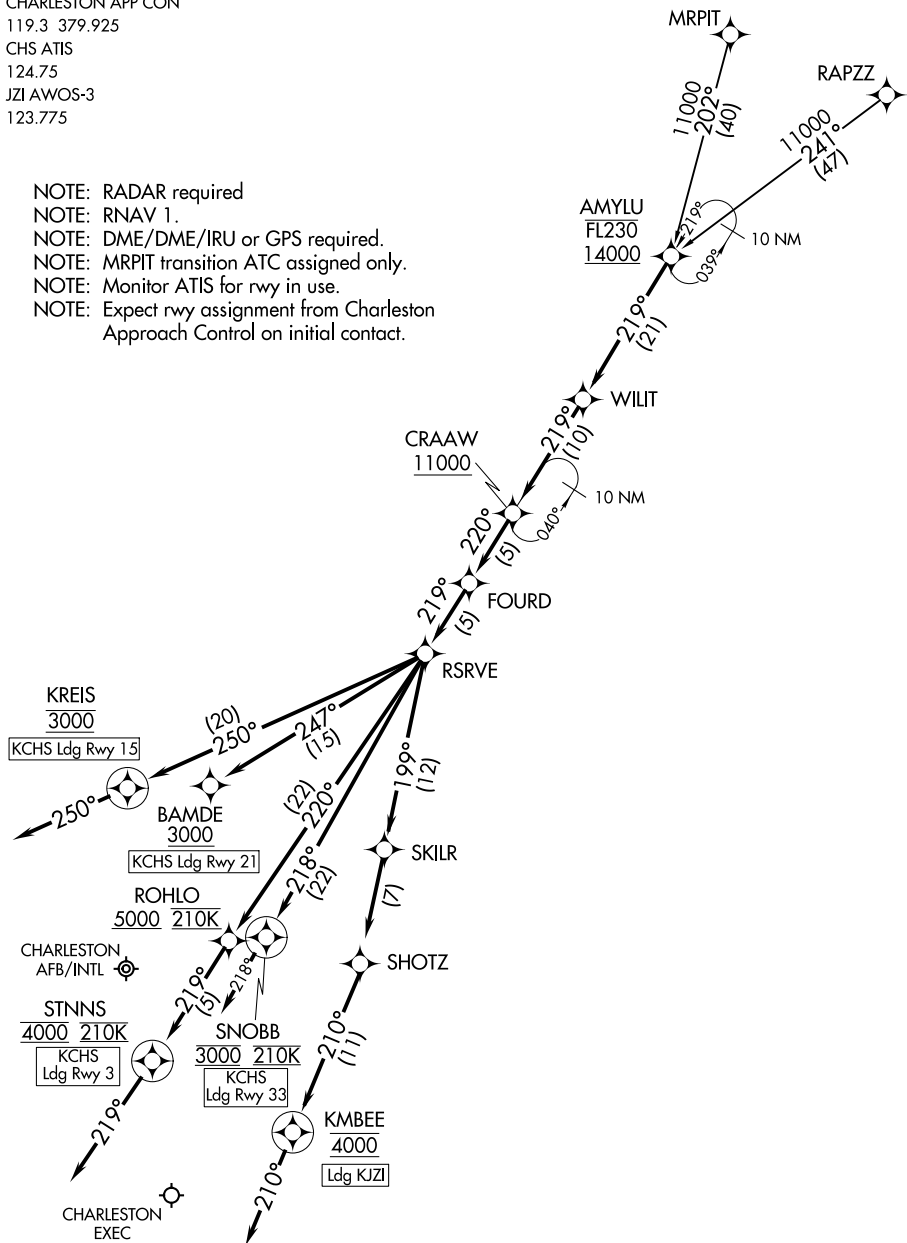 CHARLESTON APP CON
119.3 379.925
CHS ATIS
124.75
JZI AWOS-3
123.775
NOTE: RADAR required
NOTE: RNAV 1.
NOTE: DME/DME/IRU or GPS required.
NOTE: MRPIT transition ATC assigned only.
NOTE: Monitor ATIS for rwy in use.
NOTE: Expect rwy assignment from Charleston
Approach Control on initial contact.
MRPIT
11000
202°
(40)
RAPZZ
11000
241°
(47)
AMYLU
FL230
14000
219°
039°
10 NM
219°
(21)
WILIT
219°
(10)
CRAAW
11000
10 NM
040°
220°
(5)
FOURD
219°
(5)
RSRVE
KREIS
3000
KCHS Ldg Rwy 15
(20)
250°
250°
247°
(15)
BAMDE
3000
KCHS Ldg Rwy 21
(22)
220°
218°
(22)
199°
(12)
SKILR
(7)
ROHLO
5000 210K
CHARLESTON
AFB/INTL
218°
SHOTZ
219°
(5)
STNNS
4000 210K
KCHS
Ldg Rwy 3
219°
SNOBB
3000 210K
KCHS
Ldg Rwy 33
210°
(11)
KMBEE
4000
Ldg KJZI
210°
CHARLESTON
EXEC